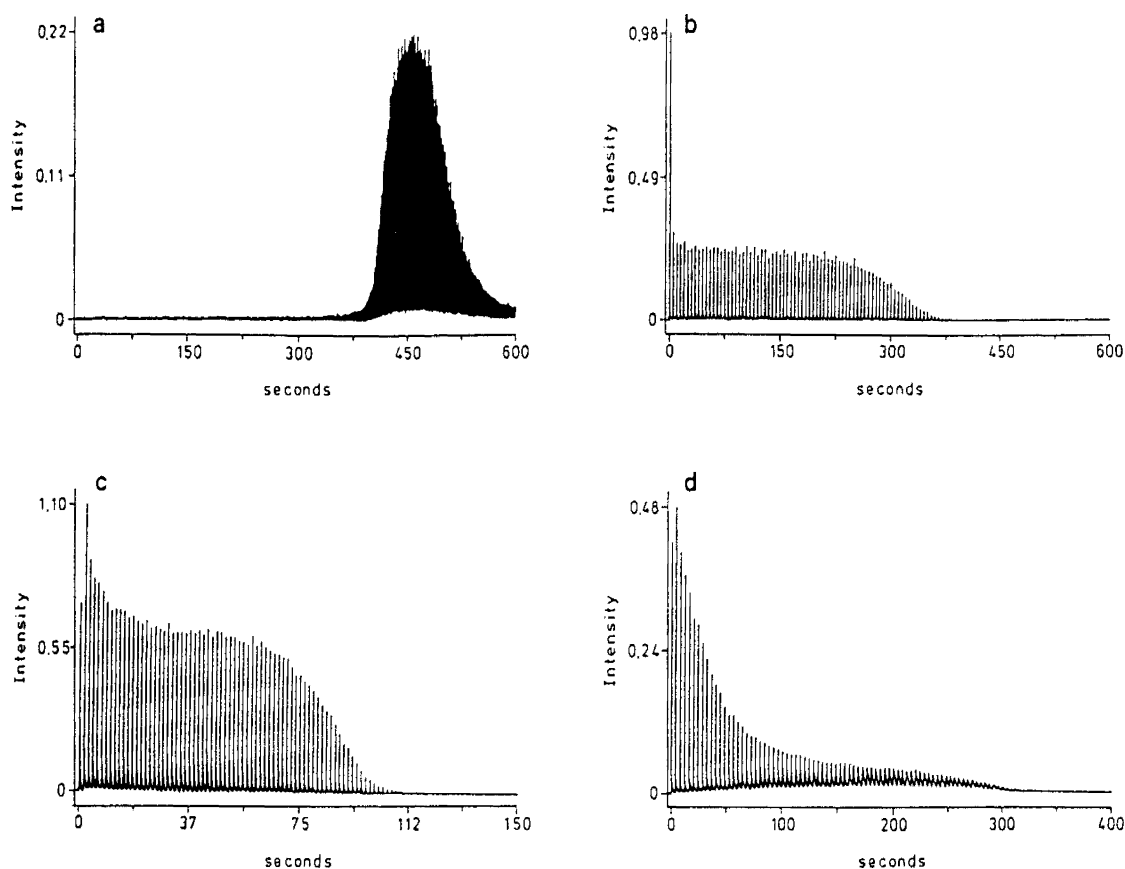 a
0,22
0,11
0
Intensity
0 150 300 450 600
seconds
b
0,98
0,49
0
Intensity
0 150 300 450 600
seconds
c
1,10
0,55
0
Intensity
0 37 75 112 150
seconds
d
0,48
0,24
0
Intensity
0 100 200 300 400
seconds